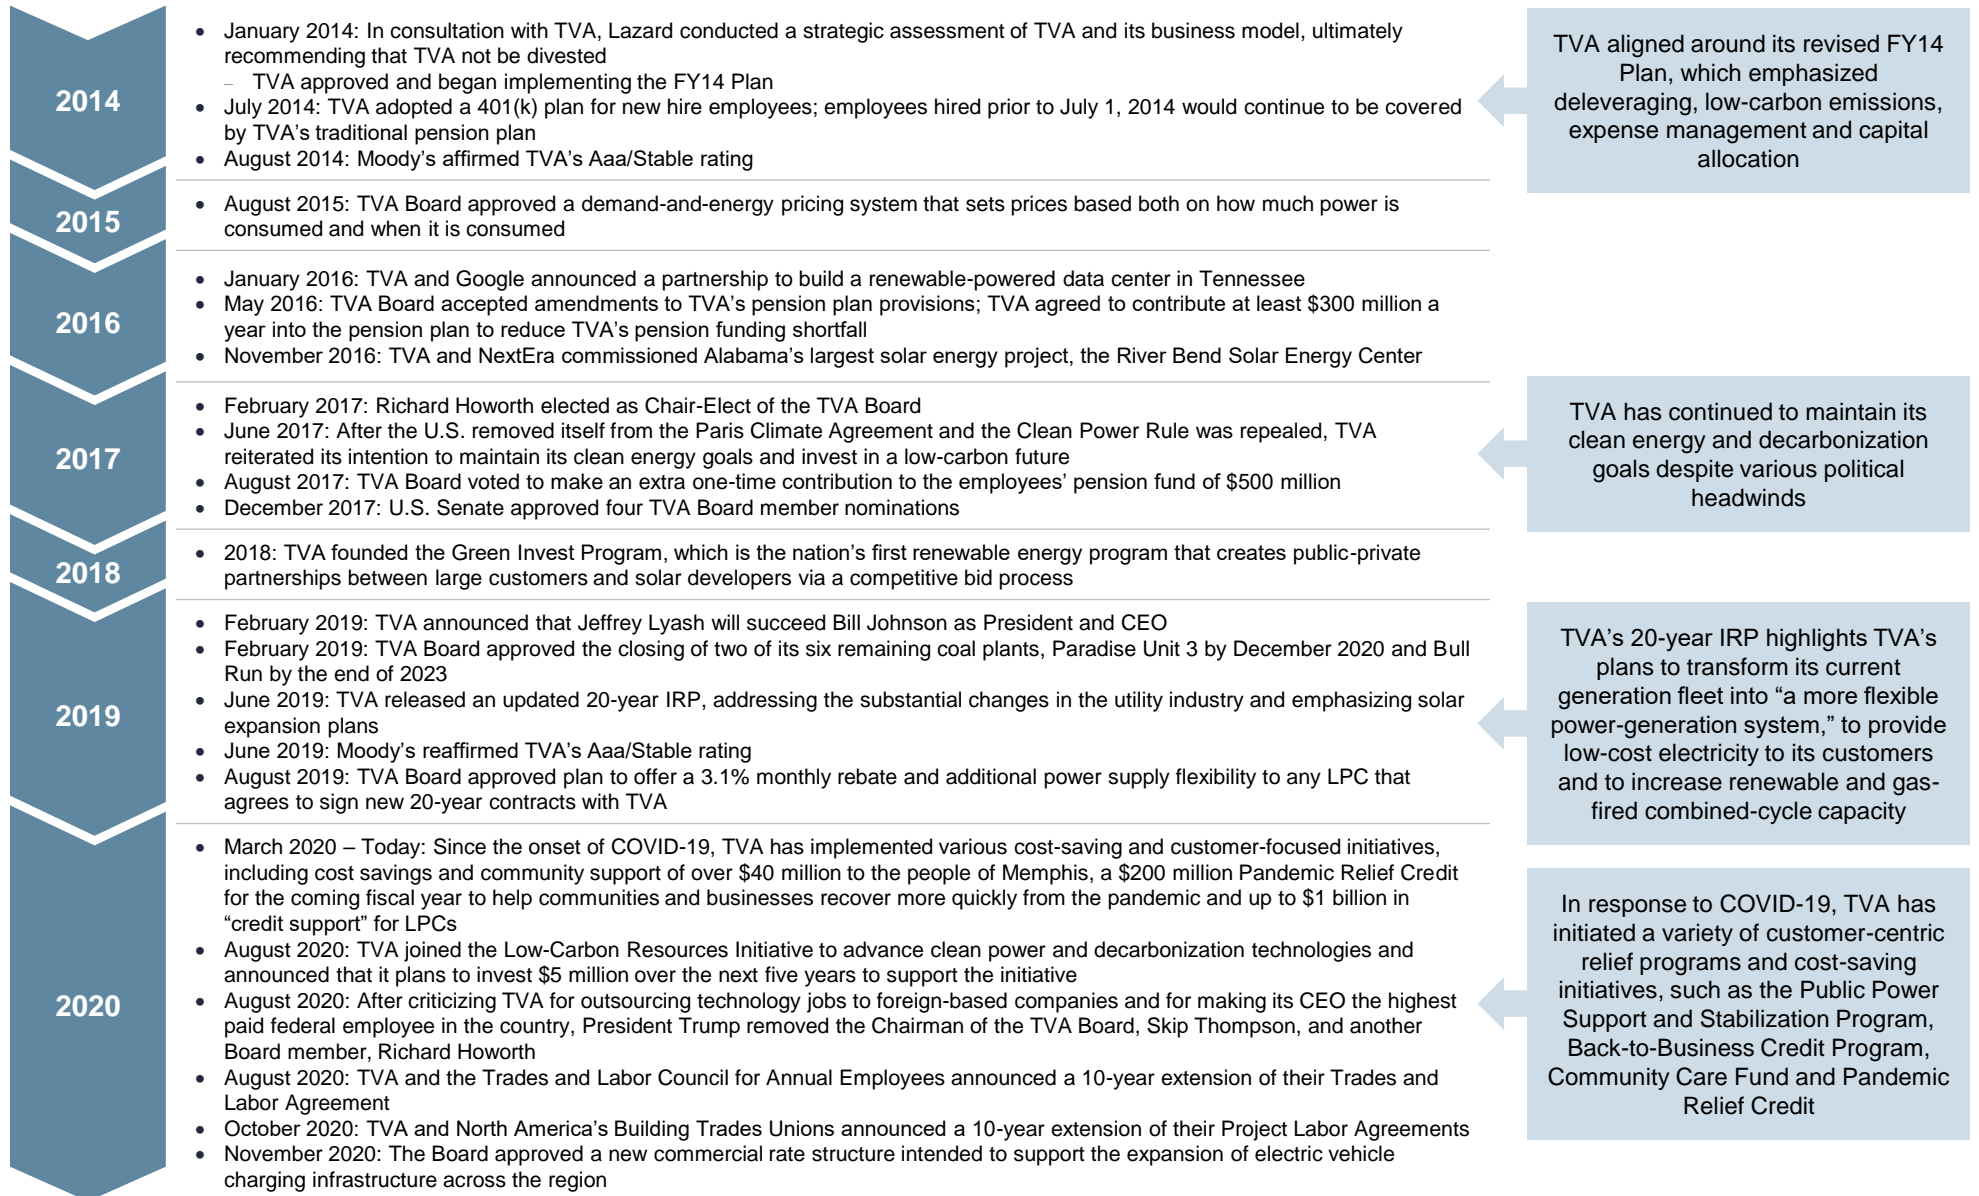 2014
• January 2014: In consultation with TVA, Lazard conducted a strategic assessment of TVA and its business model, ultimately
recommending that TVA not be divested
– TVA approved and began implementing the FY14 Plan
• July 2014: TVA adopted a 401(k) plan for new hire employees; employees hired prior to July 1, 2014 would continue to be covered
by TVA's traditional pension plan
• August 2014: Moody's affirmed TVA's Aaa/Stable rating
TVA aligned around its revised FY14
Plan, which emphasized
deleveraging, low-carbon emissions,
expense management and capital
allocation
2015
• August 2015: TVA Board approved a demand-and-energy pricing system that sets prices based both on how much power is
consumed and when it is consumed
2016
• January 2016: TVA and Google announced a partnership to build a renewable-powered data center in Tennessee
• May 2016: TVA Board accepted amendments to TVA's pension plan provisions; TVA agreed to contribute at least $300 million a
year into the pension plan to reduce TVA's pension funding shortfall
• November 2016: TVA and NextEra commissioned Alabama's largest solar energy project, the River Bend Solar Energy Center
2017
• February 2017: Richard Howorth elected as Chair-Elect of the TVA Board
• June 2017: After the U.S. removed itself from the Paris Climate Agreement and the Clean Power Rule was repealed, TVA
reiterated its intention to maintain its clean energy goals and invest in a low-carbon future
• August 2017: TVA Board voted to make an extra one-time contribution to the employees' pension fund of $500 million
• December 2017: U.S. Senate approved four TVA Board member nominations
TVA has continued to maintain its
clean energy and decarbonization
goals despite various political
headwinds
2018
• 2018: TVA founded the Green Invest Program, which is the nation's first renewable energy program that creates public-private
partnerships between large customers and solar developers via a competitive bid process
2019
• February 2019: TVA announced that Jeffrey Lyash will succeed Bill Johnson as President and CEO
• February 2019: TVA Board approved the closing of two of its six remaining coal plants, Paradise Unit 3 by December 2020 and Bull
Run by the end of 2023
• June 2019: TVA released an updated 20-year IRP, addressing the substantial changes in the utility industry and emphasizing solar
expansion plans
• June 2019: Moody's reaffirmed TVA's Aaa/Stable rating
• August 2019: TVA Board approved plan to offer a 3.1% monthly rebate and additional power supply flexibility to any LPC that
agrees to sign new 20-year contracts with TVA
TVA's 20-year IRP highlights TVA's
plans to transform its current
generation fleet into "a more flexible
power-generation system," to provide
low-cost electricity to its customers
and to increase renewable and gas-
fired combined-cycle capacity
2020
• March 2020 – Today: Since the onset of COVID-19, TVA has implemented various cost-saving and customer-focused initiatives,
including cost savings and community support of over $40 million to the people of Memphis, a $200 million Pandemic Relief Credit
for the coming fiscal year to help communities and businesses recover more quickly from the pandemic and up to $1 billion in
"credit support" for LPCs
• August 2020: TVA joined the Low-Carbon Resources Initiative to advance clean power and decarbonization technologies and
announced that it plans to invest $5 million over the next five years to support the initiative
• August 2020: After criticizing TVA for outsourcing technology jobs to foreign-based companies and for making its CEO the highest
paid federal employee in the country, President Trump removed the Chairman of the TVA Board, Skip Thompson, and another
Board member, Richard Howorth
• August 2020: TVA and the Trades and Labor Council for Annual Employees announced a 10-year extension of their Trades and
Labor Agreement
• October 2020: TVA and North America's Building Trades Unions announced a 10-year extension of their Project Labor Agreements
• November 2020: The Board approved a new commercial rate structure intended to support the expansion of electric vehicle
charging infrastructure across the region
In response to COVID-19, TVA has
initiated a variety of customer-centric
relief programs and cost-saving
initiatives, such as the Public Power
Support and Stabilization Program,
Back-to-Business Credit Program,
Community Care Fund and Pandemic
Relief Credit